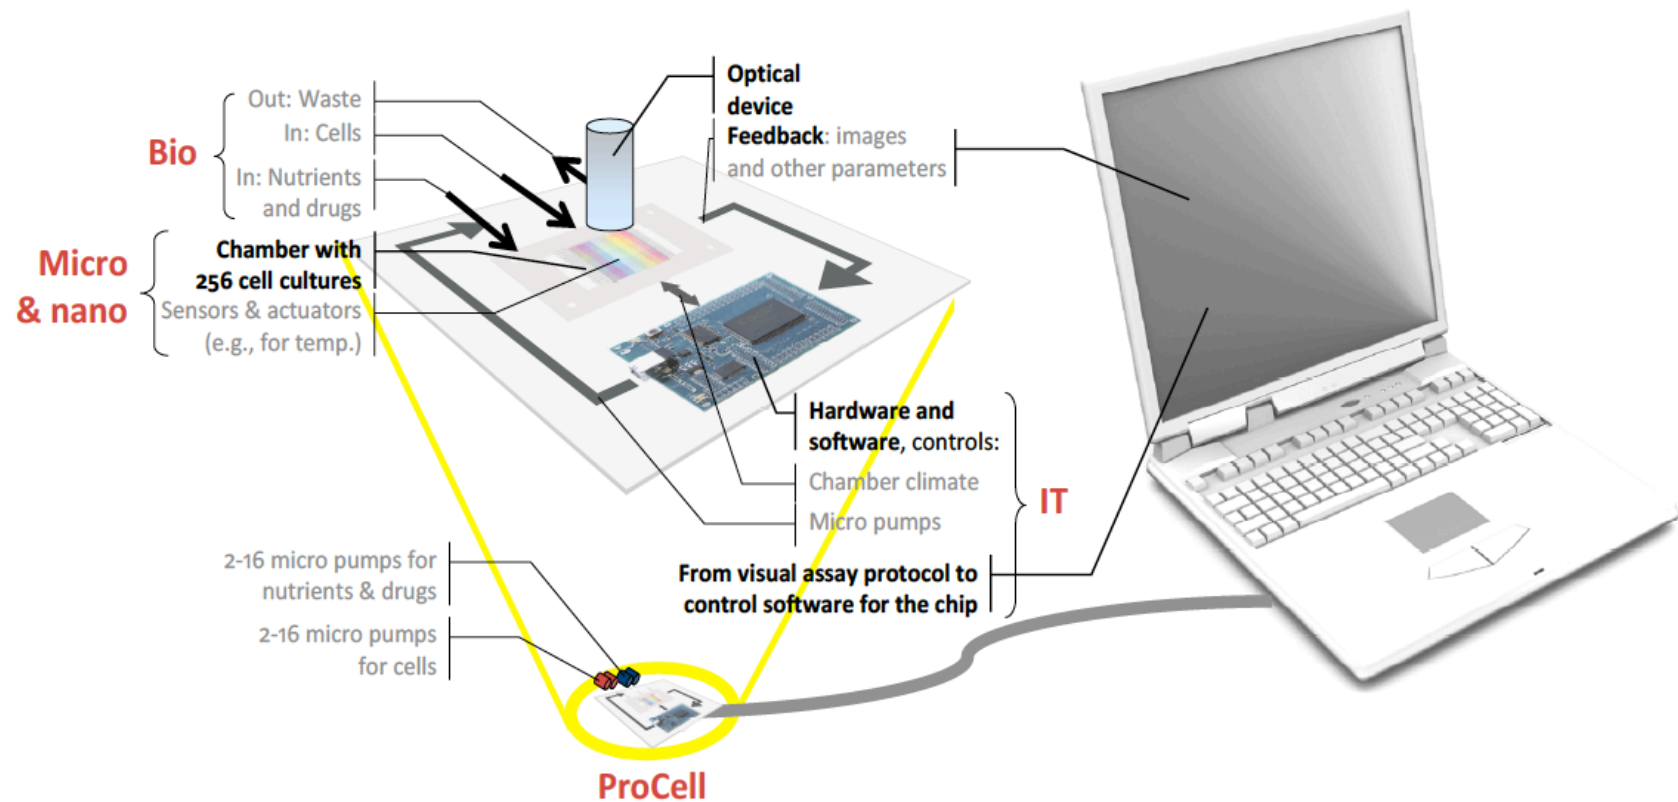 Optical
device
Feedback: images
and other parameters
Out: Waste
In: Cells
In: Nutrients
and drugs
Bio
Chamber with
256 cell cultures
Sensors & actuators
(e.g., for temp.)
Micro
& nano
Hardware and
software, controls:
Chamber climate
Micro pumps
IT
From visual assay protocol to
control software for the chip
2-16 micro pumps for
nutrients & drugs
2-16 micro pumps
for cells
ProCell